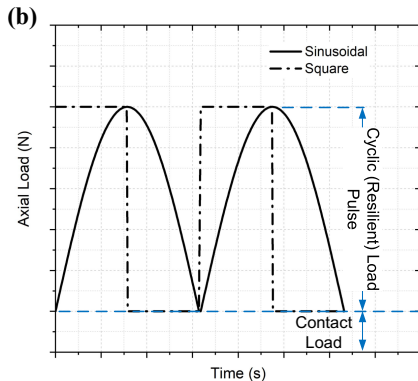 (b)
Sinusoidal
Square
Axial Load (N)
Cyclic (Resilient) Load
Pulse
Contact
Load
Time (s)